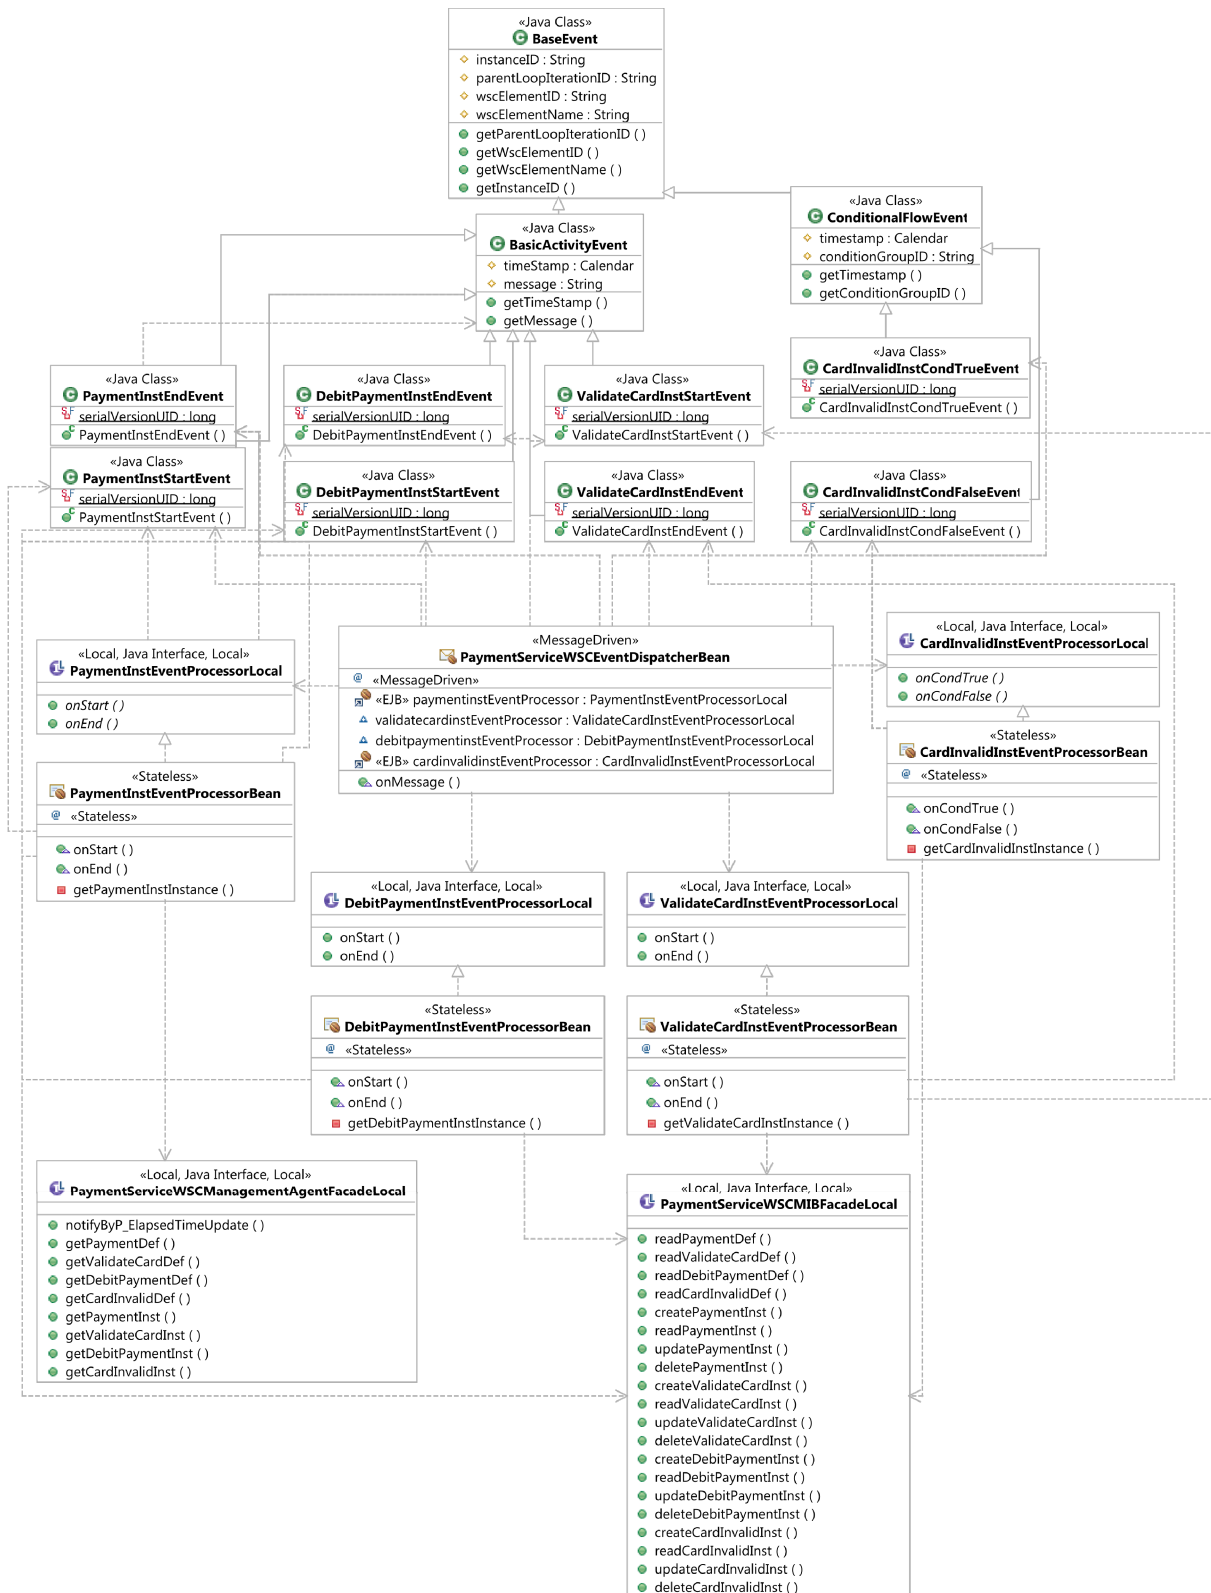 «Java Class»
BaseEvent
instanceID : String
parentLoopIterationID : String
wscElementID : String
wscElementName : String
getParentLoopIterationID ( )
getWscElementID ( )
getWscElementName ( )
getInstanceID ( )
«Java Class»
ConditionalFlowEvent
timestamp : Calendar
conditionGroupID : String
getTimestamp ( )
getConditionGroupID ( )
«Java Class»
BasicActivityEvent
timeStamp : Calendar
message : String
getTimeStamp ( )
getMessage ( )
«Java Class»
CardInvalidInstCondTrueEvent
serialVersionUID : long
CardInvalidInstCondTrueEvent ( )
«Java Class»
PaymentInstEndEvent
serialVersionUID : long
PaymentInstEndEvent ( )
«Java Class»
DebitPaymentInstEndEvent
serialVersionUID : long
DebitPaymentInstEndEvent ( )
«Java Class»
ValidateCardInstStartEvent
serialVersionUID : long
ValidateCardInstStartEvent ( )
«Java Class»
PaymentInstStartEvent
serialVersionUID : long
PaymentInstStartEvent ( )
«Java Class»
DebitPaymentInstStartEvent
serialVersionUID : long
DebitPaymentInstStartEvent ( )
«Java Class»
ValidateCardInstEndEvent
serialVersionUID : long
ValidateCardInstEndEvent ( )
«Java Class»
CardInvalidInstCondFalseEvent
serialVersionUID : long
CardInvalidInstCondFalseEvent ( )
«Local, Java Interface, Local»
PaymentInstEventProcessorLocal
onStart ( )
onEnd ( )
«MessageDriven»
PaymentServiceWSCEventDispatcherBean
«MessageDriven»
«EJB» paymentinstEventProcessor : PaymentInstEventProcessorLocal
validatecardinstEventProcessor : ValidateCardInstEventProcessorLocal
debitpaymentinstEventProcessor : DebitPaymentInstEventProcessorLocal
«EJB» cardinvalidinstEventProcessor : CardInvalidInstEventProcessorLocal
onMessage ( )
«Local, Java Interface, Local»
CardInvalidInstEventProcessorLocal
onCondTrue ( )
onCondFalse ( )
«Stateless»
CardInvalidInstEventProcessorBean
«Stateless»
onCondTrue ( )
onCondFalse ( )
getCardInvalidInstInstance ( )
«Stateless»
PaymentInstEventProcessorBean
«Stateless»
onStart ( )
onEnd ( )
getPaymentInstInstance ( )
«Local, Java Interface, Local»
DebitPaymentInstEventProcessorLocal
onStart ( )
onEnd ( )
«Local, Java Interface, Local»
ValidateCardInstEventProcessorLocal
onStart ( )
onEnd ( )
«Stateless»
DebitPaymentInstEventProcessorBean
«Stateless»
onStart ( )
onEnd ( )
getDebitPaymentInstInstance ( )
«Stateless»
ValidateCardInstEventProcessorBean
«Stateless»
onStart ( )
onEnd ( )
getValidateCardInstInstance ( )
«Local, Java Interface, Local»
PaymentServiceWSCManagementAgentFacadeLocal
notifyByP_ElapsedTimeUpdate ( )
getPaymentDef ( )
getValidateCardDef ( )
getDebitPaymentDef ( )
getCardInvalidDef ( )
getPaymentInst ( )
getValidateCardInst ( )
getDebitPaymentInst ( )
getCardInvalidInst ( )
«Local, Java Interface, Local»
PaymentServiceWSCMIBFacadeLocal
readPaymentDef ( )
readValidateCardDef ( )
readDebitPaymentDef ( )
readCardInvalidDef ( )
createPaymentInst ( )
readPaymentInst ( )
updatePaymentInst ( )
deletePaymentInst ( )
createValidateCardInst ( )
readValidateCardInst ( )
updateValidateCardInst ( )
deleteValidateCardInst ( )
createDebitPaymentInst ( )
readDebitPaymentInst ( )
updateDebitPaymentInst ( )
deleteDebitPaymentInst ( )
createCardInvalidInst ( )
readCardInvalidInst ( )
updateCardInvalidInst ( )
deleteCardInvalidInst ( )